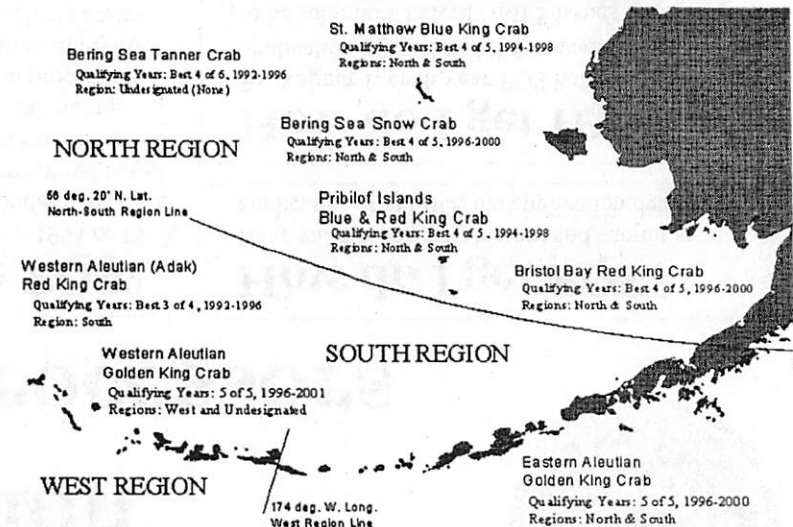 St. Matthew Blue King Crab
Qualifying Years: Best 4 of 5, 1994-1998
Regions: North & South
Bering Sea Tanner Crab
Qualifying Years: Best 4 of 6, 1992-1996
Region: Undesignated (None)
Bering Sea Snow Crab
Qualifying Years: Best 4 of 5, 1996-2000
Regions: North & South
NORTH REGION
56 deg. 20' N. Lat.
North-South Region Line
Pribilof Islands
Blue & Red King Crab
Qualifying Years: Best 4 of 5, 1994-1998
Regions: North & South
Western Aleutian (Adak)
Red King Crab
Qualifying Years: Best 3 of 4, 1992-1996
Region: South
Bristol Bay Red King Crab
Qualifying Years: Best 4 of 5, 1996-2000
Regions: North & South
SOUTH REGION
Western Aleutian
Golden King Crab
Qualifying Years: 5 of 5, 1996-2001
Regions: West and Undesignated
WEST REGION
174 deg. W. Long.
West Region Line
Eastern Aleutian
Golden King Crab
Qualifying Years: 5 of 5, 1996-2000
Regions: North & South